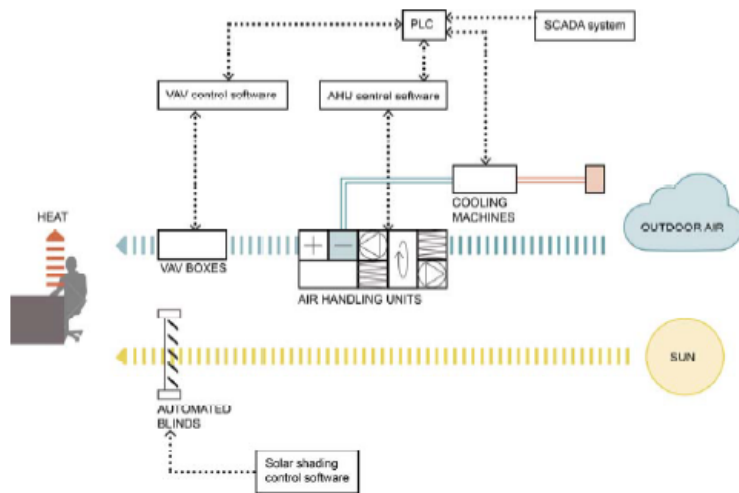 PLC
SCADA system
VAV control software
AHU control software
COOLING
MACHINES
HEAT
OUTDOOR AIR
VAV BOXES
AIR HANDLING UNITS
SUN
AUTOMATED
BLINDS
Solar shading
control software